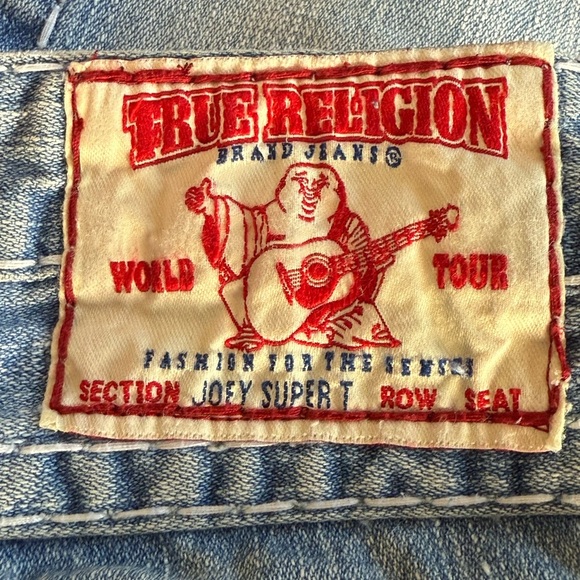 TRUE RELIGION
BRAND JEANS®
WORLD TOUR
FASHION FOR THE SENSES
SECTION JOEY SUPER T ROW SEAT